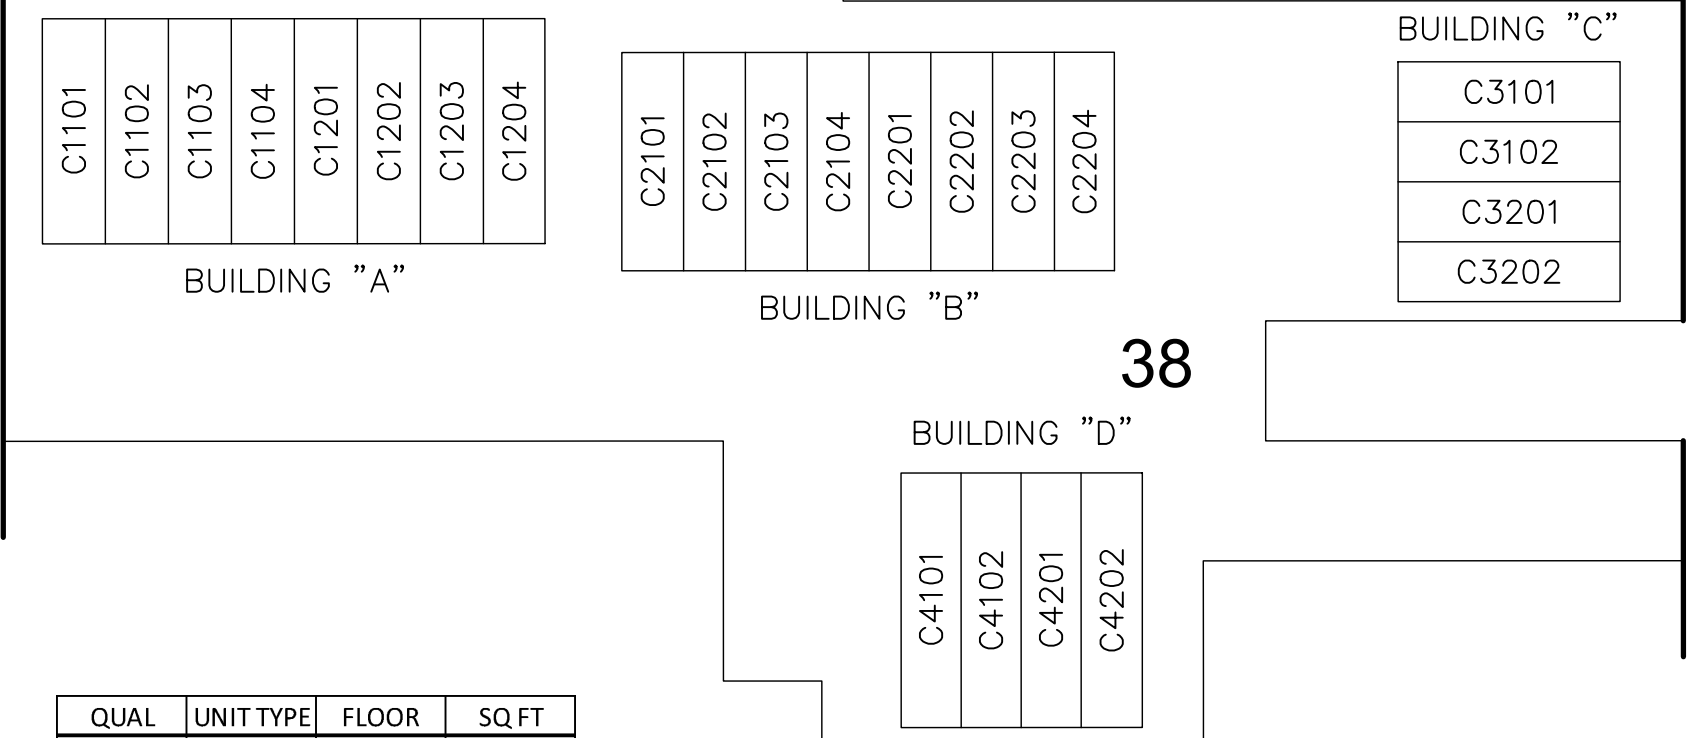 C1101
C1102
C1103
C1104
C1201
C1202
C1203
C1204
BUILDING ”A”
C2101
C2102
C2103
C2104
C2201
C2202
C2203
C2204
BUILDING ”B”
BUILDING ”C”
C3101
C3102
C3201
C3202
38
BUILDING ”D”
C4101
C4102
C4201
C4202
QUAL UNIT TYPE FLOOR SQ FT